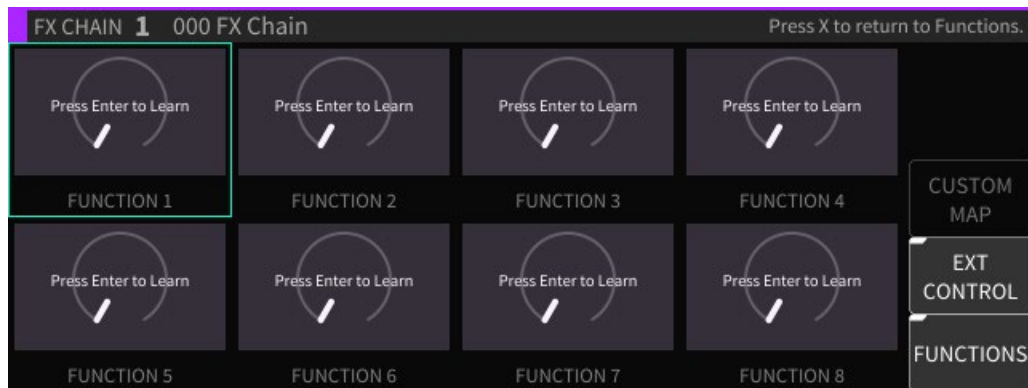 FX CHAIN 1 000 FX Chain
Press X to return to Functions.
Press Enter to Learn
Press Enter to Learn
Press Enter to Learn
Press Enter to Learn
FUNCTION 1
FUNCTION 2
FUNCTION 3
FUNCTION 4
CUSTOM
MAP
Press Enter to Learn
Press Enter to Learn
Press Enter to Learn
Press Enter to Learn
EXT
CONTROL
FUNCTIONS
FUNCTION 5
FUNCTION 6
FUNCTION 7
FUNCTION 8